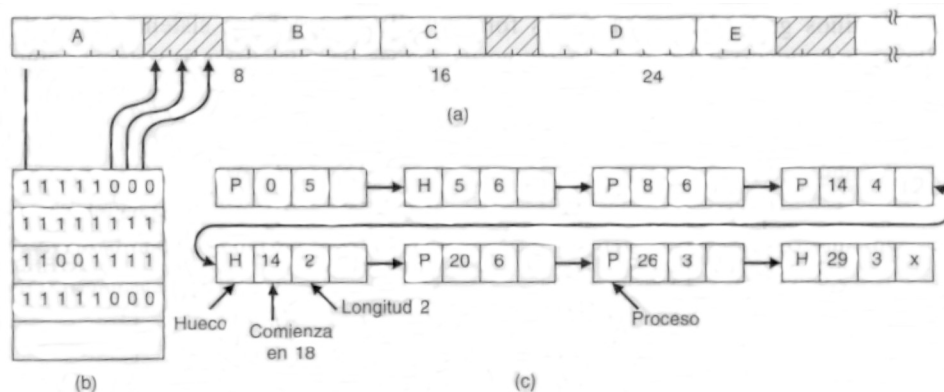 A B C D E
8 16 24
(a)
1 1 1 1 1 0 0 0
1 1 1 1 1 1 1 1
1 1 0 0 1 1 1 1
1 1 1 1 1 0 0 0
(b)
P 0 5
H 5 6
P 8 6
P 14 4
H 14 2
P 20 6
P 26 3
H 29 3 x
Hueco
Comienza
en 18
Longitud 2
Proceso
(c)